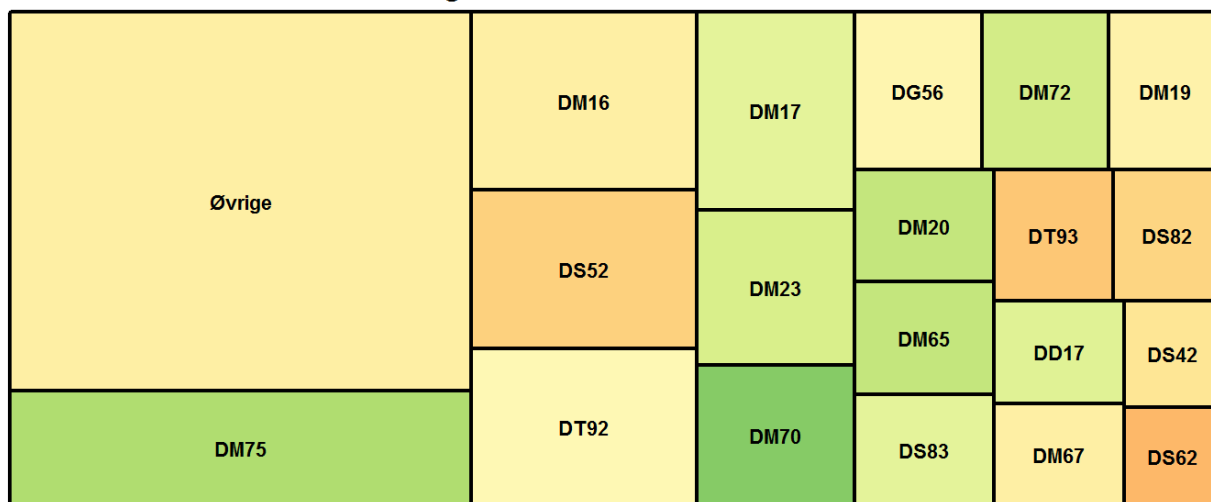 Øvrige
DM75
DM16
DS52
DT92
DM17
DM23
DM70
DG56
DM72
DM19
DM20
DM65
DS83
DT93
DS82
DD17
DS42
DM67
DS62